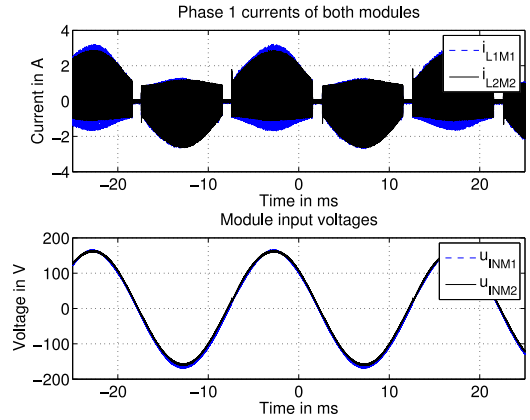 Phase 1 currents of both modules
Current in A
4
2
0
−2
−4
i_L1M1
i_L2M2
−20
−10
0
10
20
Time in ms
Module input voltages
Voltage in V
200
100
0
−100
−200
u_INM1
u_INM2
−20
−10
0
10
20
Time in ms